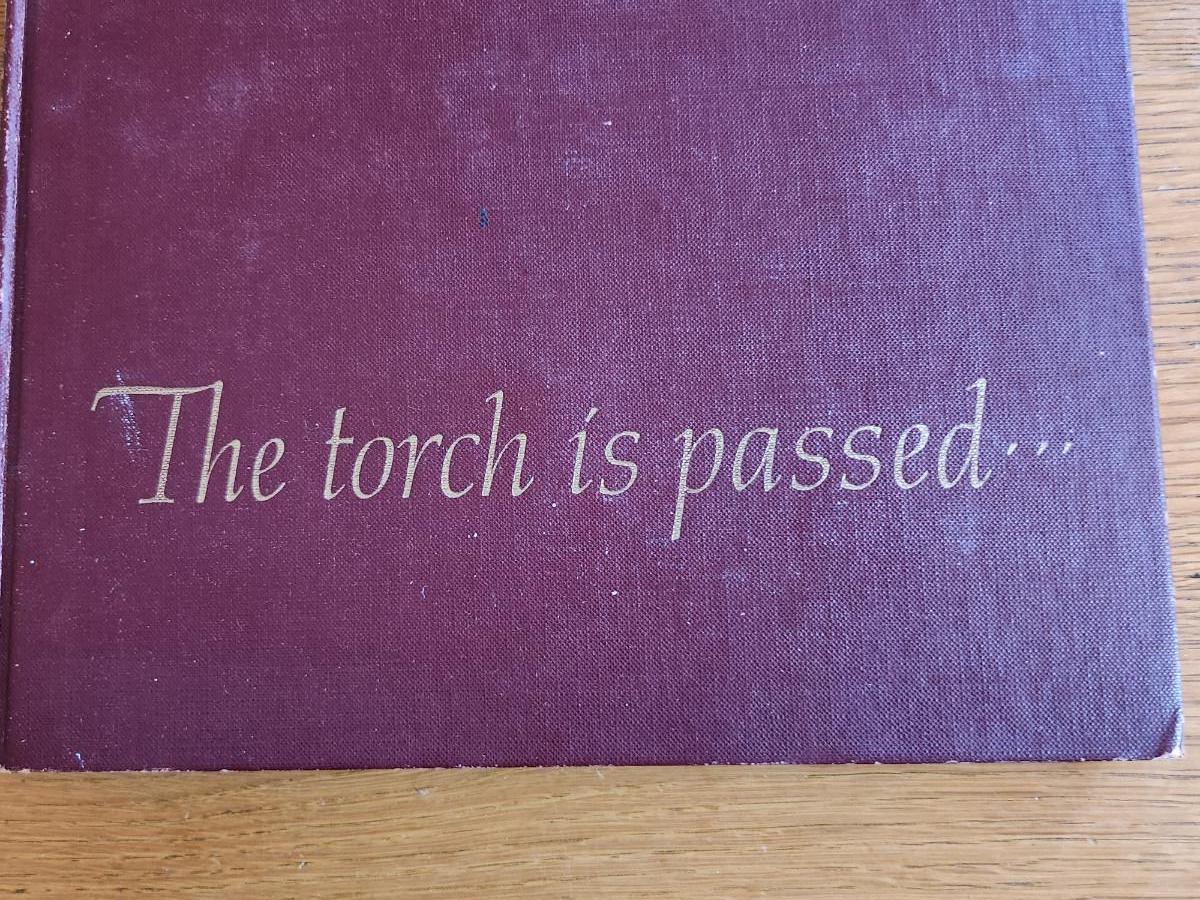 The torch is passed...